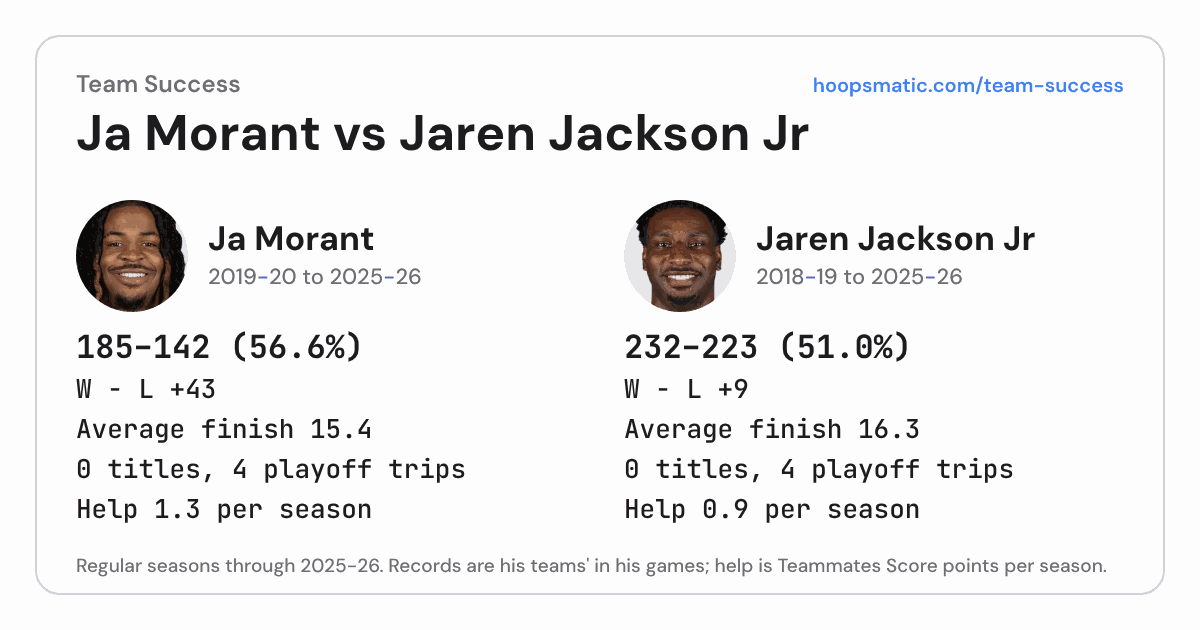 Team Success
hoopsmatic.com/team-success
Ja Morant vs Jaren Jackson Jr
Ja Morant
2019-20 to 2025-26
185-142 (56.6%)
W - L +43
Average finish 15.4
0 titles, 4 playoff trips
Help 1.3 per season
Jaren Jackson Jr
2018-19 to 2025-26
232-223 (51.0%)
W - L +9
Average finish 16.3
0 titles, 4 playoff trips
Help 0.9 per season
Regular seasons through 2025-26. Records are his teams' in his games; help is Teammates Score points per season.